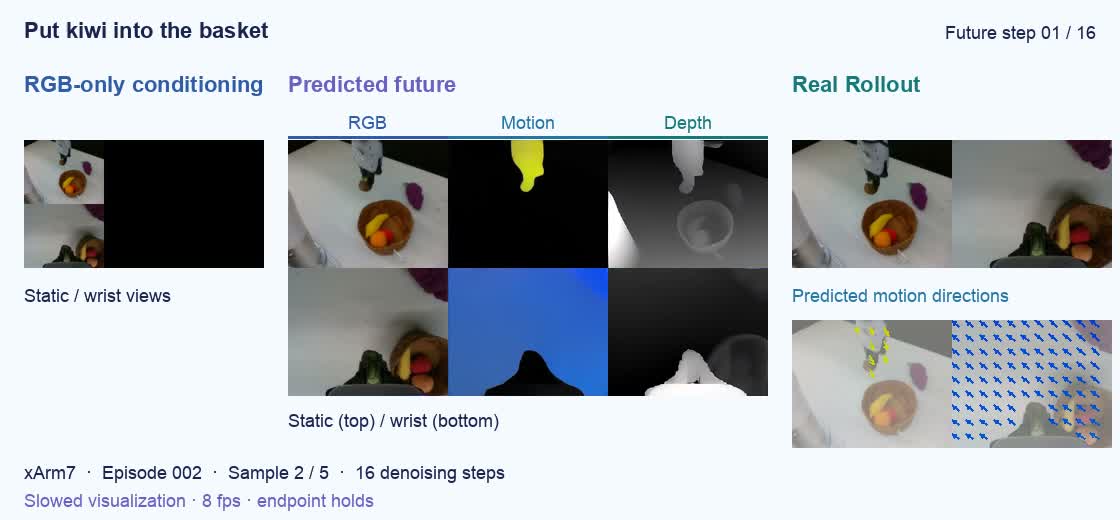 Put kiwi into the basket
Future step 01 / 16
RGB-only conditioning
Predicted future
Real Rollout
RGB
Motion
Depth
Static / wrist views
Predicted motion directions
Static (top) / wrist (bottom)
xArm7 · Episode 002 · Sample 2 / 5 · 16 denoising steps
Slowed visualization · 8 fps · endpoint holds